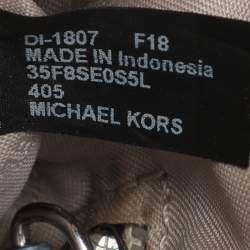 DI-1807 F18
MADE IN Indonesia
35F8SE0S5L
405
MICHAEL KORS